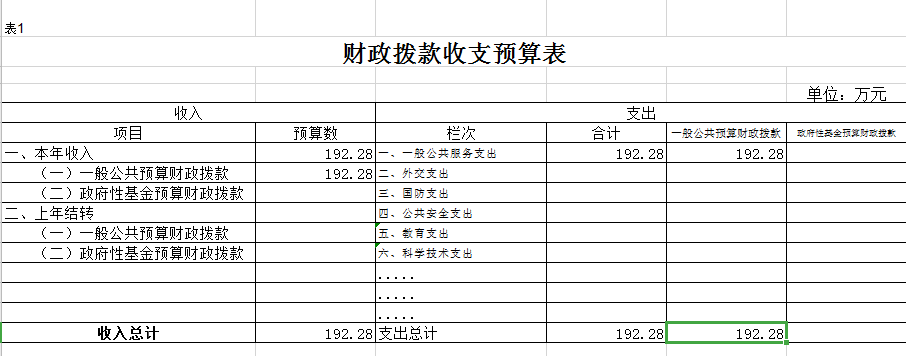 表1
财政拨款收支预算表
单位：万元
收入 支出
项目 预算数 栏次 合计 一般公共预算财政拨款 政府性基金预算财政拨款
一、本年收入 192.28 一、一般公共服务支出 192.28 192.28
（一）一般公共预算财政拨款 192.28 二、外交支出
（二）政府性基金预算财政拨款 三、国防支出
二、上年结转 四、公共安全支出
（一）一般公共预算财政拨款 五、教育支出
（二）政府性基金预算财政拨款 六、科学技术支出
.....
.....
.....
收入总计 192.28 支出总计 192.28 192.28